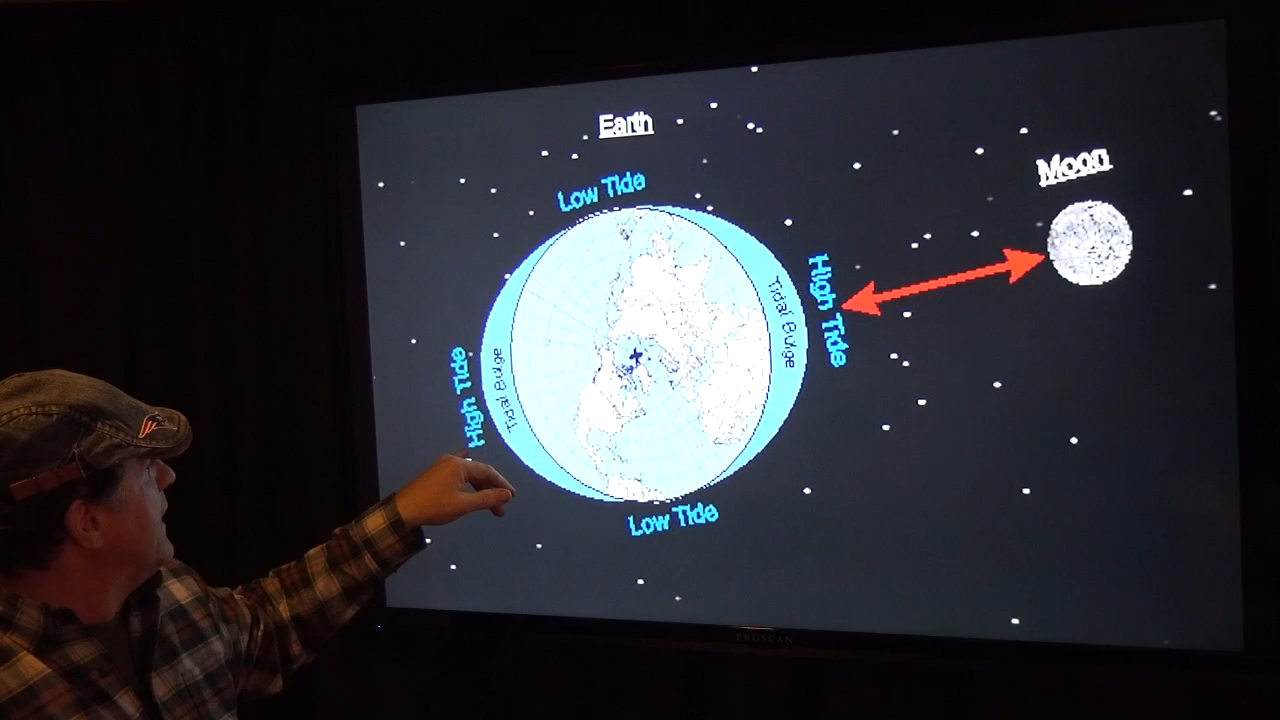 Earth
Moon
Low Tide
High Tide
Tidal Bulge
High Tide
Tidal Bulge
Low Tide
PROSCAN